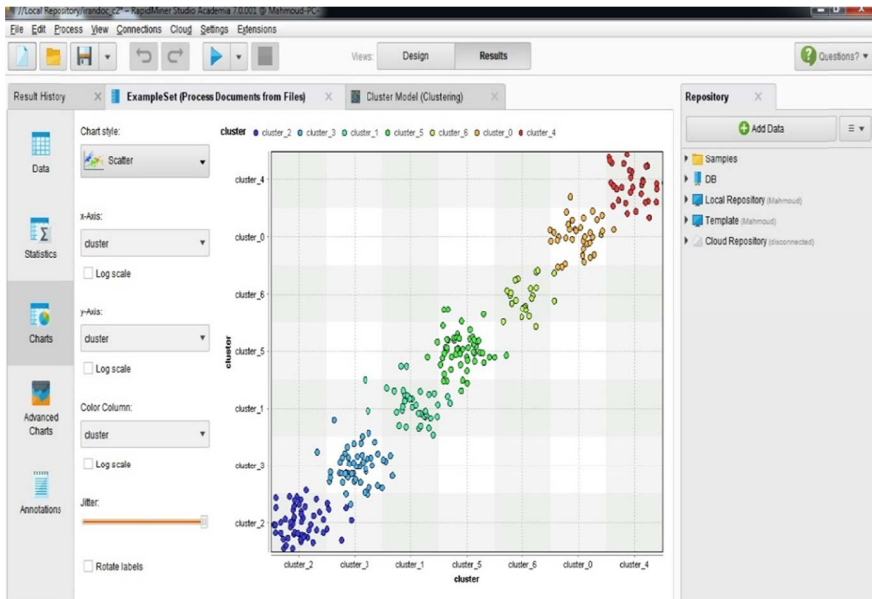 //Local Repository/irandoc_c2* – RapidMiner Studio Academia 7.0.001 @ Mahmoud-PC
File Edit Process View Connections Cloud Settings Extensions
Views: Design Results Questions?
Result History ExampleSet (Process Documents from Files) Cluster Model (Clustering) Repository
Data
Statistics
Charts
Advanced
Charts
Annotations
Chart style:
Scatter
x-Axis:
cluster
Log scale
y-Axis:
cluster
Log scale
Color Column:
cluster
Log scale
Jitter:
Rotate labels
cluster cluster_2 cluster_3 cluster_1 cluster_5 cluster_6 cluster_0 cluster_4
cluster_4
cluster_0
cluster_6
cluster_5
cluster_1
cluster_3
cluster_2
cluster
cluster_2 cluster_3 cluster_1 cluster_5 cluster_6 cluster_0 cluster_4
cluster
Add Data
Samples
DB
Local Repository (Mahmoud)
Template (Mahmoud)
Cloud Repository (disconnected)